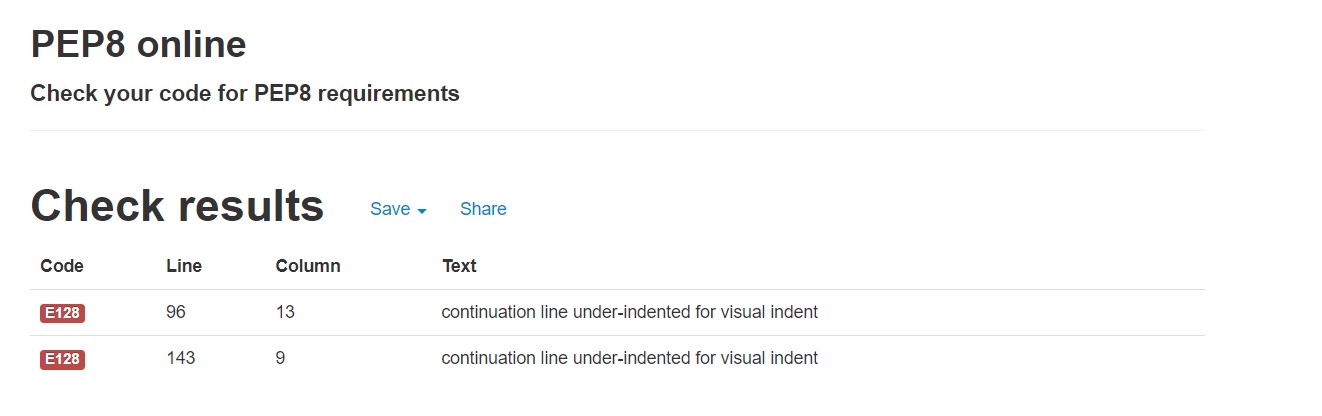 PEP8 online
Check your code for PEP8 requirements
Check results Save Share
Code Line Column Text
E128 96 13 continuation line under-indented for visual indent
E128 143 9 continuation line under-indented for visual indent